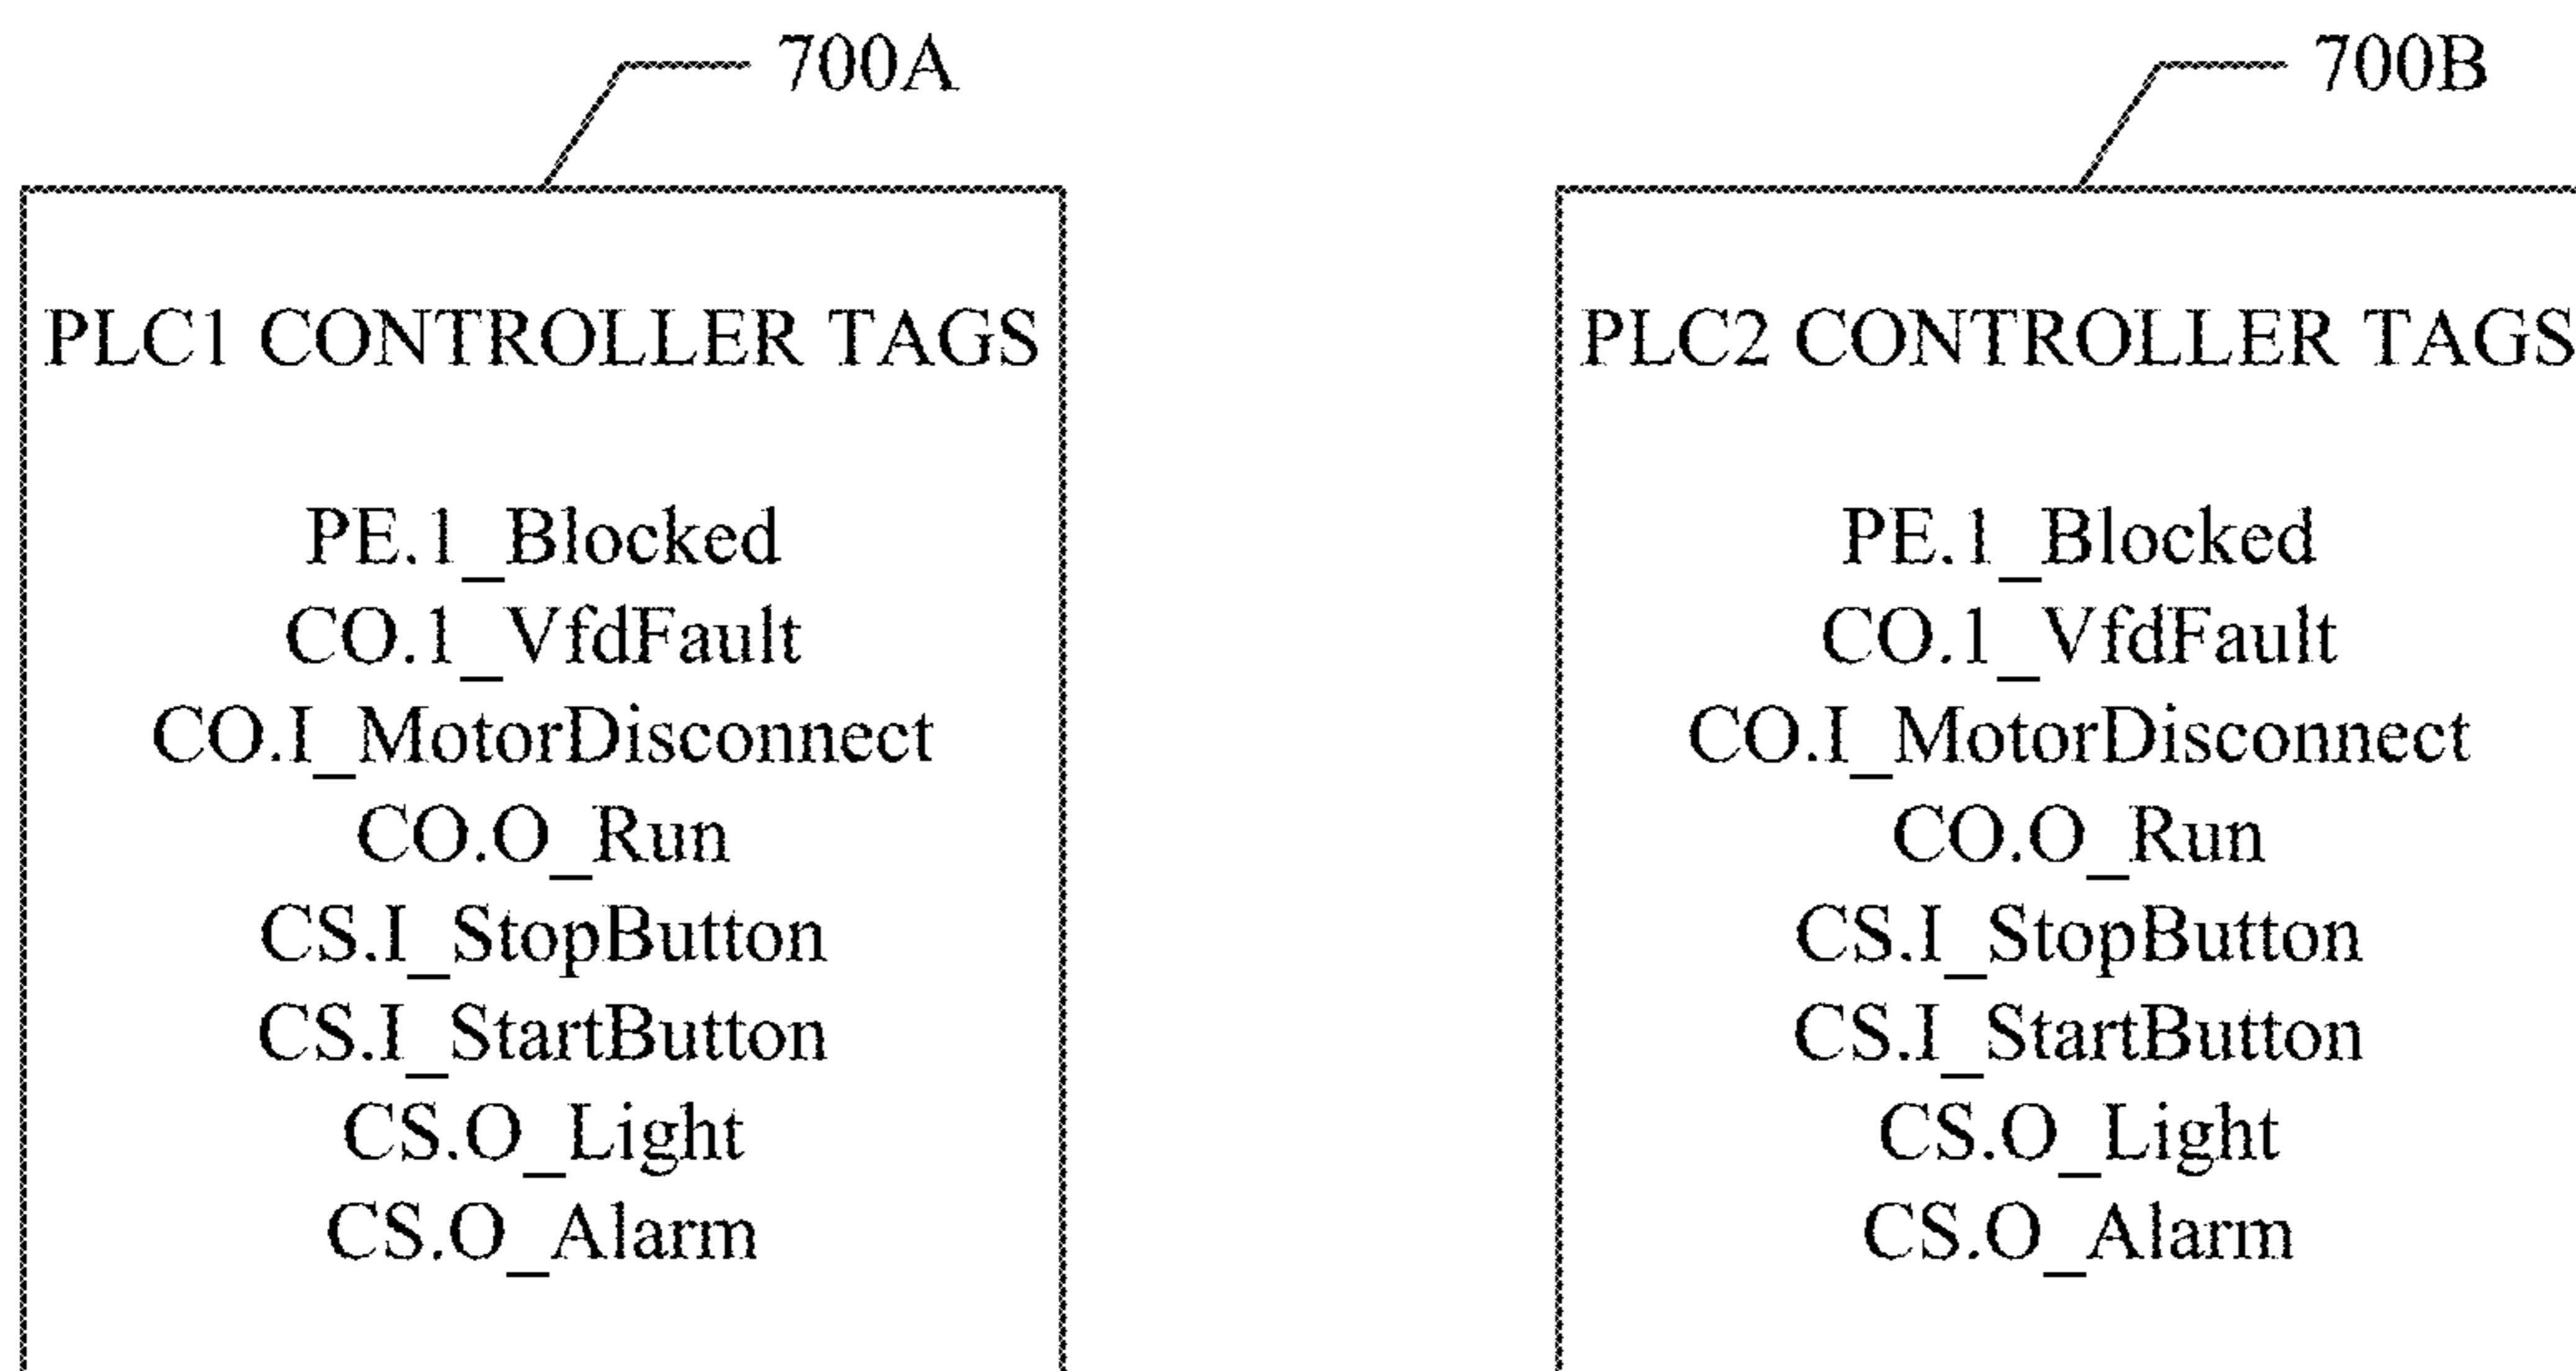 700A
PLC1 CONTROLLER TAGS
PE.1_Blocked
CO.1_VfdFault
CO.I_MotorDisconnect
CO.O_Run
CS.I_StopButton
CS.I_StartButton
CS.O_Light
CS.O_Alarm
700B
PLC2 CONTROLLER TAGS
PE.1_Blocked
CO.1_VfdFault
CO.I_MotorDisconnect
CO.O_Run
CS.I_StopButton
CS.I_StartButton
CS.O_Light
CS.O_Alarm